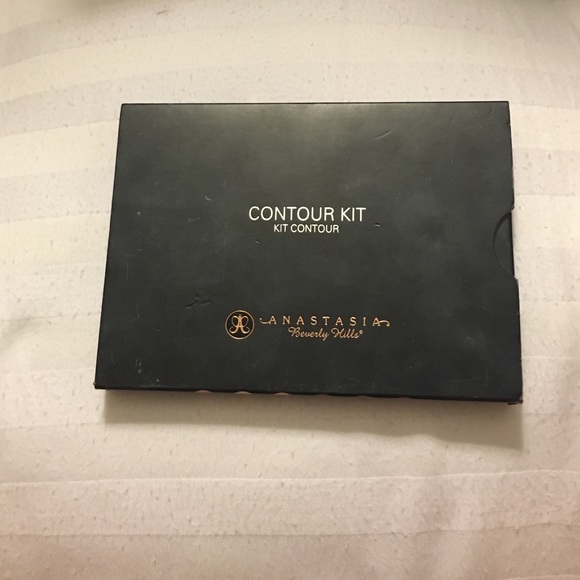 CONTOUR KIT
KIT CONTOUR
ANASTASIA
Beverly Hills®